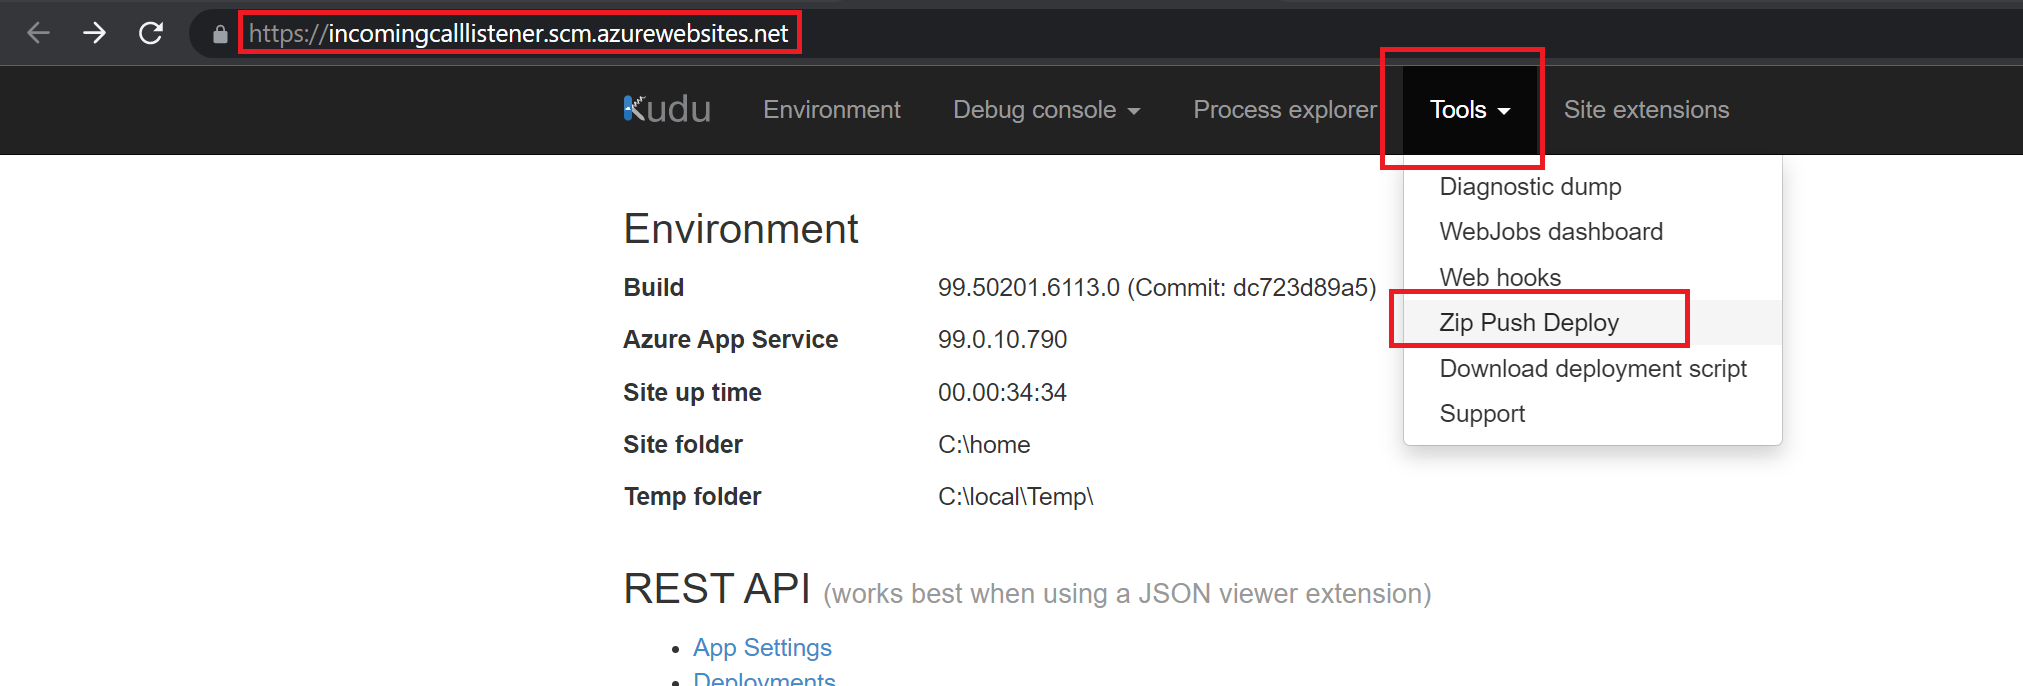 https://incomingcalllistener.scm.azurewebsites.net
Kudu Environment Debug console Process explorer Tools Site extensions
Diagnostic dump
WebJobs dashboard
Web hooks
Zip Push Deploy
Download deployment script
Support
Environment
Build 99.50201.6113.0 (Commit: dc723d89a5)
Azure App Service 99.0.10.790
Site up time 00.00:34:34
Site folder C:\home
Temp folder C:\local\Temp\
REST API (works best when using a JSON viewer extension)
• App Settings
• Deployments